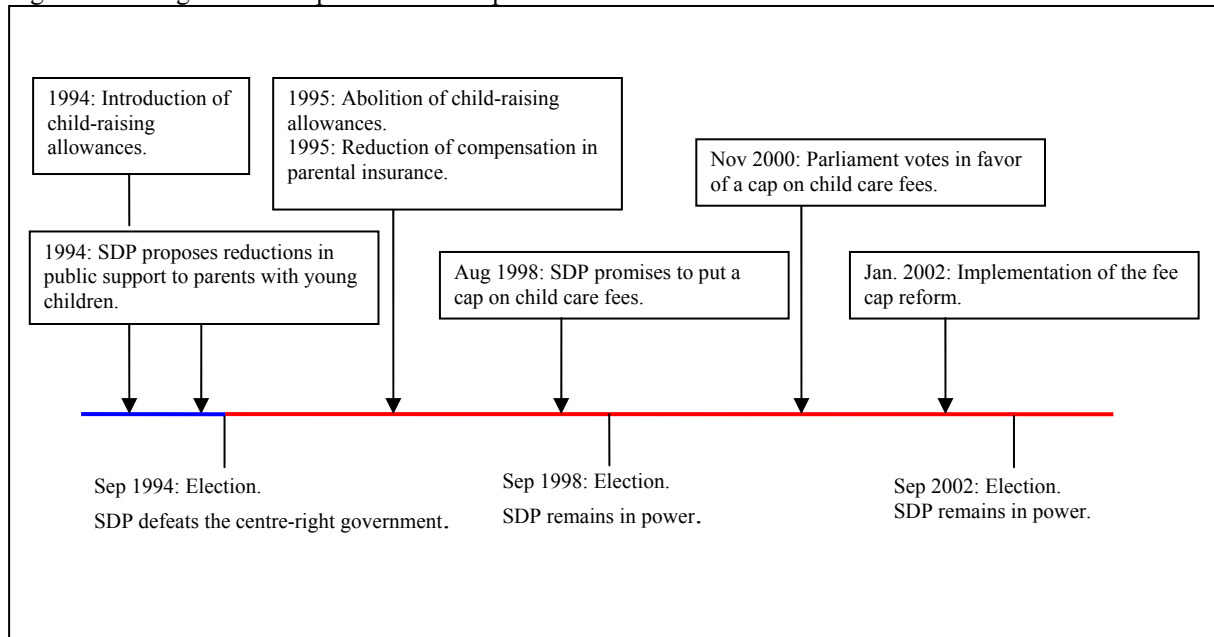 1994: Introduction of
child-raising
allowances.
1995: Abolition of child-raising
allowances.
1995: Reduction of compensation in
parental insurance.
Nov 2000: Parliament votes in favor
of a cap on child care fees.
1994: SDP proposes reductions in
public support to parents with young
children.
Aug 1998: SDP promises to put a
cap on child care fees.
Jan. 2002: Implementation of the fee
cap reform.
Sep 1994: Election.
SDP defeats the centre-right government.
Sep 1998: Election.
SDP remains in power.
Sep 2002: Election.
SDP remains in power.